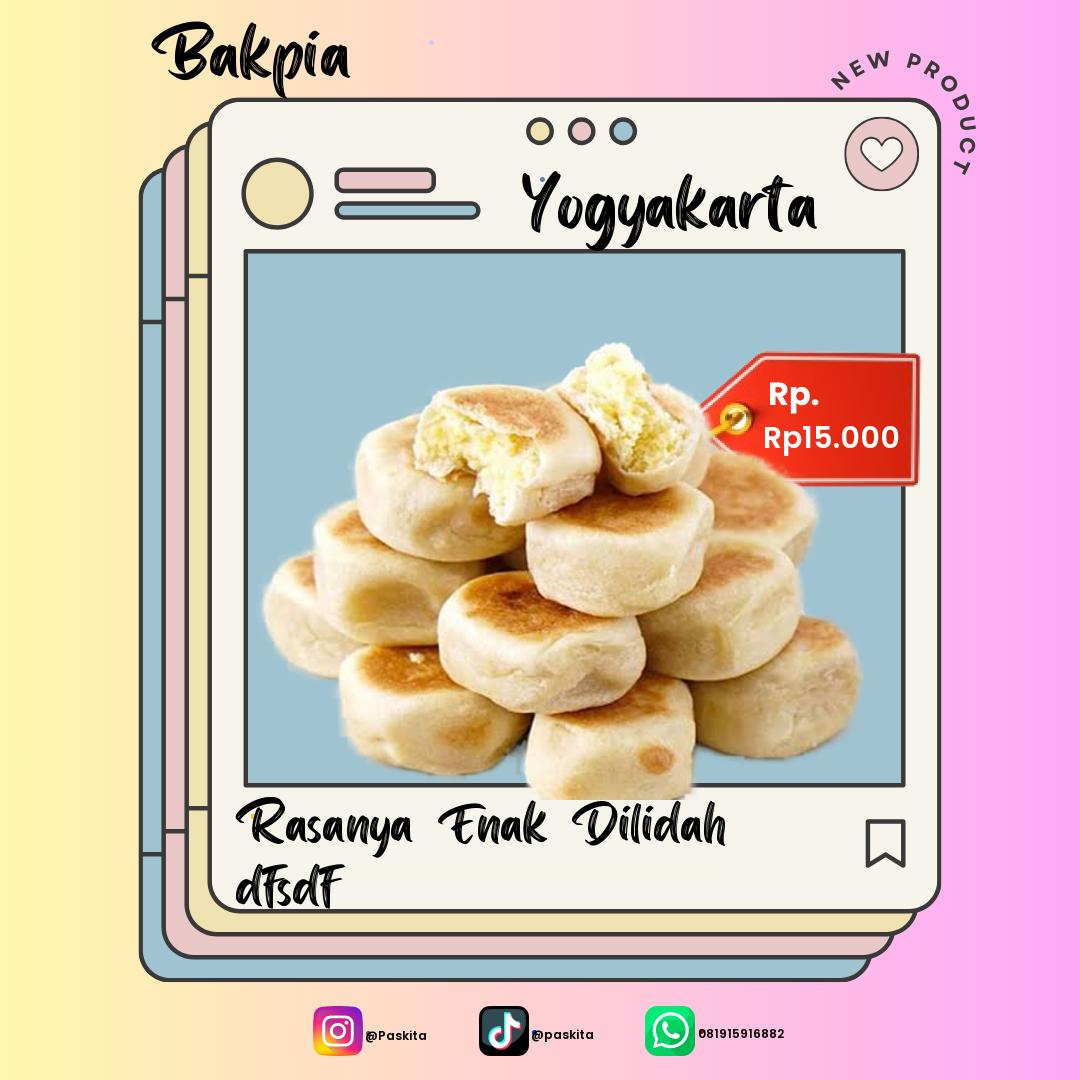 Bakpia
NEW PRODUCT
Yogyakarta
Rp.
Rp15.000
Rasanya Enak Dilidah
dFsdF
@Paskita
@paskita
081915916882